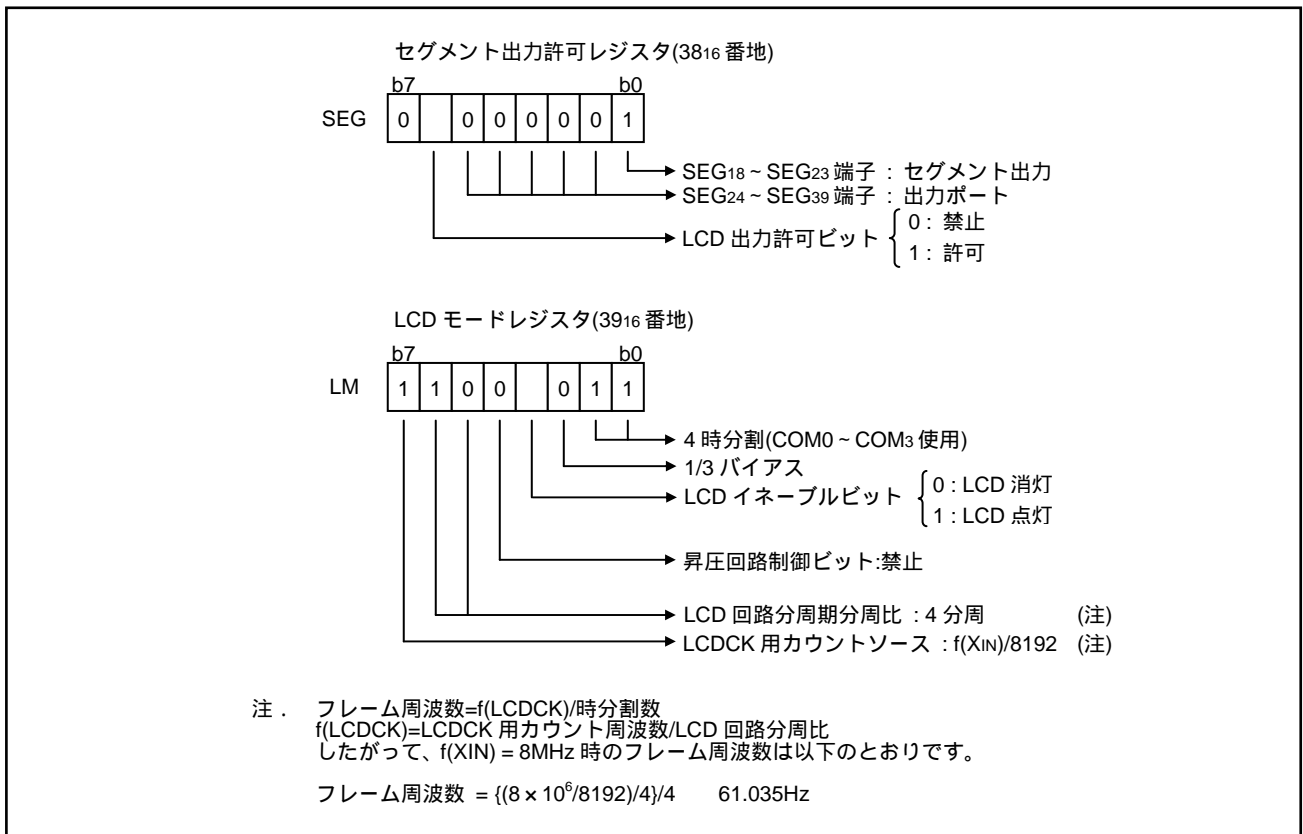 セグメント出力許可レジスタ(3816 番地)
b7 b0
SEG 0 0 0 0 0 0 1
SEG18 ~ SEG23 端子 : セグメント出力
SEG24 ~ SEG39 端子 : 出力ポート
LCD 出力許可ビット
0 : 禁止
1 : 許可
LCD モードレジスタ(3916 番地)
b7 b0
LM 1 1 0 0 0 1 1
4 時分割(COM0 ~ COM3 使用)
1/3 バイアス
LCD イネーブルビット
0 : LCD 消灯
1 : LCD 点灯
昇圧回路制御ビット:禁止
LCD 回路分周期分周比 : 4 分周 (注)
LCDCK 用カウントソース : f(XIN)/8192 (注)
注 . フレーム周波数=f(LCDCK)/時分割数
f(LCDCK)=LCDCK 用カウント周波数/LCD 回路分周比
したがって、f(XIN) = 8MHz 時のフレーム周波数は以下のとおりです。
フレーム周波数 = {(8 × 10⁶/8192)/4}/4 61.035Hz